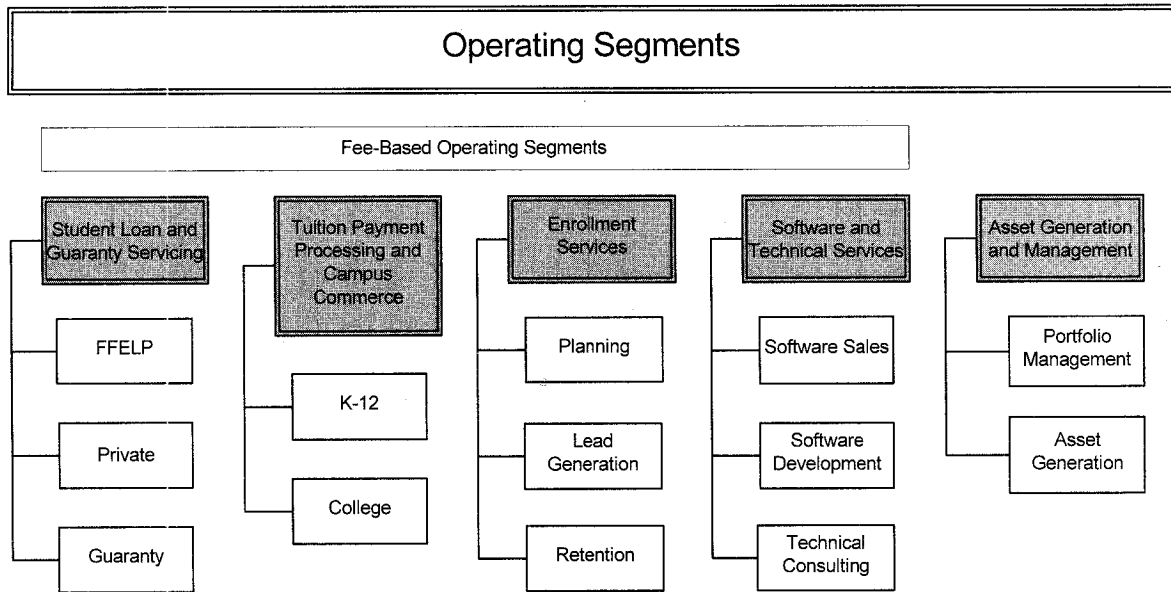 Operating Segments
Fee-Based Operating Segments
Student Loan and
Guaranty Servicing
FFELP
Private
Guaranty
Tuition Payment
Processing and
Campus
Commerce
K-12
College
Enrollment
Services
Planning
Lead
Generation
Retention
Software and
Technical Services
Software Sales
Software
Development
Technical
Consulting
Asset Generation
and Management
Portfolio
Management
Asset
Generation